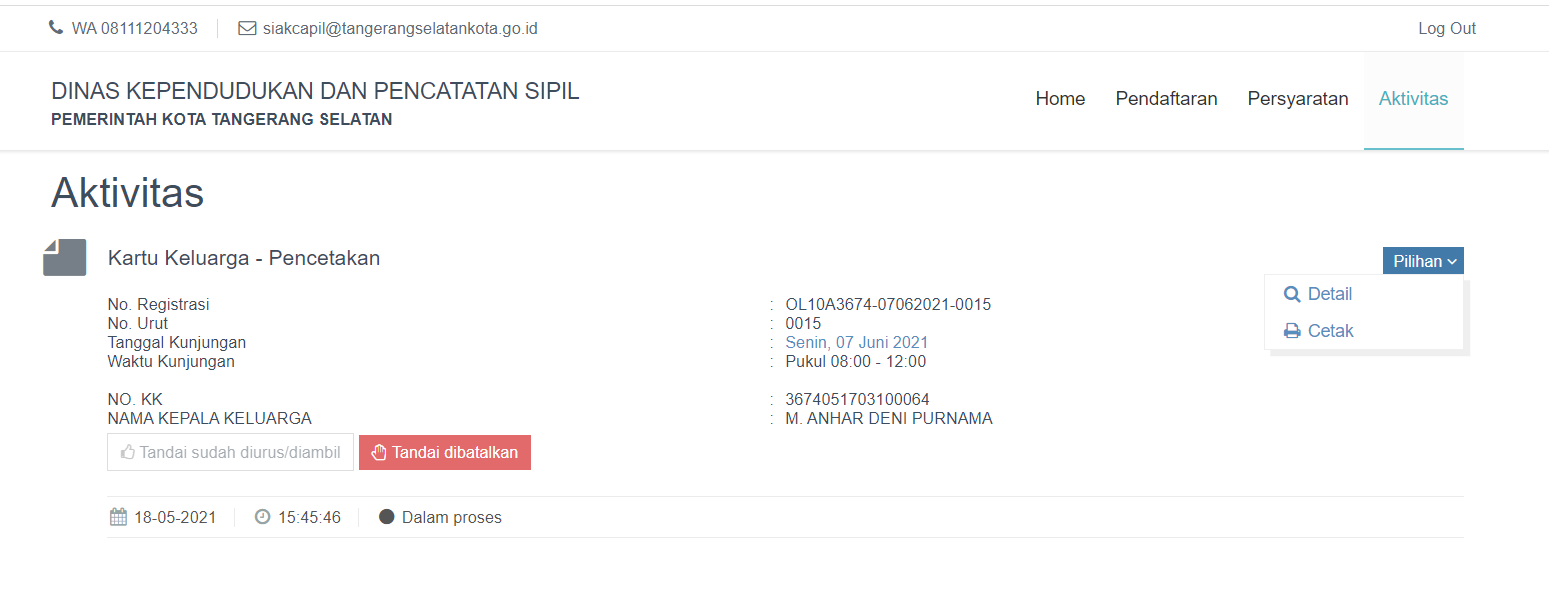 WA 08111204333 siakcapil@tangerangselatankota.go.id Log Out
DINAS KEPENDUDUKAN DAN PENCATATAN SIPIL
PEMERINTAH KOTA TANGERANG SELATAN
Home Pendaftaran Persyaratan Aktivitas
Aktivitas
Kartu Keluarga - Pencetakan
Pilihan
Detail
Cetak
No. Registrasi : OL10A3674-07062021-0015
No. Urut : 0015
Tanggal Kunjungan : Senin, 07 Juni 2021
Waktu Kunjungan : Pukul 08:00 - 12:00
NO. KK : 3674051703100064
NAMA KEPALA KELUARGA : M. ANHAR DENI PURNAMA
Tandai sudah diurus/diambil Tandai dibatalkan
18-05-2021 15:45:46 Dalam proses